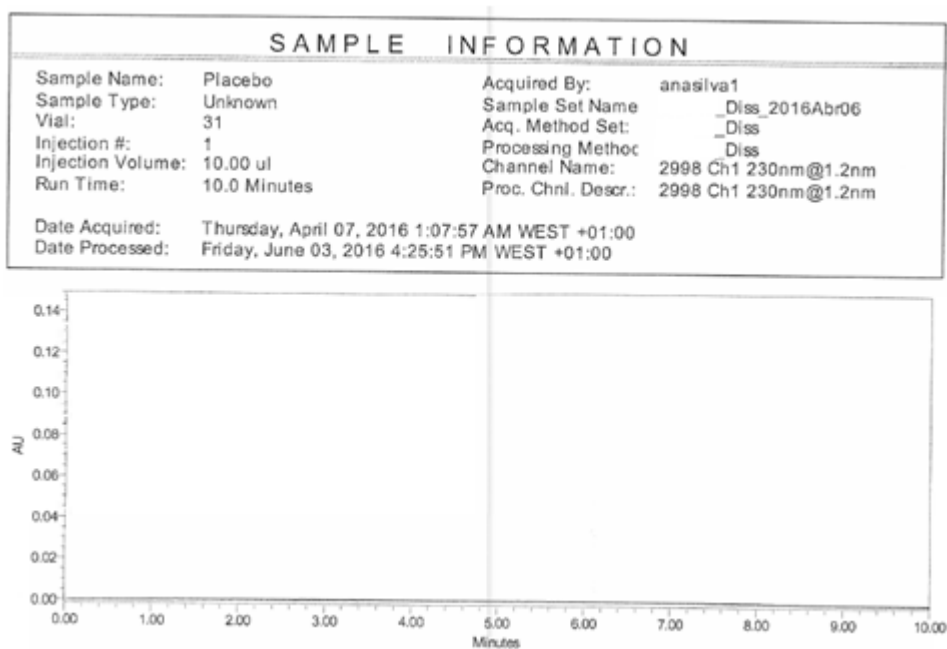 SAMPLE INFORMATION
Sample Name: Placebo
Sample Type: Unknown
Vial: 31
Injection #: 1
Injection Volume: 10.00 ul
Run Time: 10.0 Minutes
Date Acquired: Thursday, April 07, 2016 1:07:57 AM WEST +01:00
Date Processed: Friday, June 03, 2016 4:25:51 PM WEST +01:00
Acquired By: anasilva1
Sample Set Name _Diss_2016Abr06
Acq. Method Set: _Diss
Processing Method _Diss
Channel Name: 2998 Ch1 230nm@1.2nm
Proc. Chnl. Descr.: 2998 Ch1 230nm@1.2nm
AU
0.14
0.12
0.10
0.08
0.06
0.04
0.02
0.00
0.00 1.00 2.00 3.00 4.00 5.00 6.00 7.00 8.00 9.00 10.00
Minutes